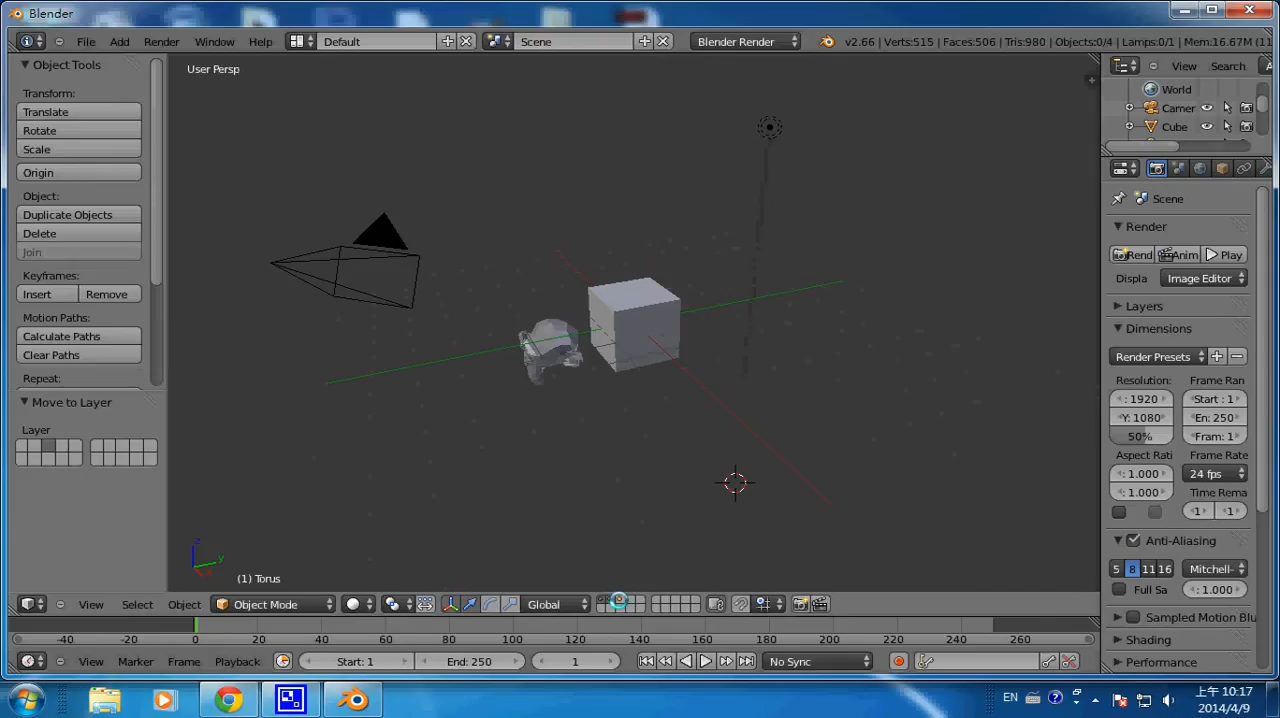 Blender
File Add Render Window Help Default Scene Blender Render v2.66 | Verts:515 | Faces:506 | Tris:980 | Objects:0/4 | Lamps:0/1 | Mem:16.67M (11
Object Tools
Transform:
Translate
Rotate
Scale
Origin
Object:
Duplicate Objects
Delete
Join
Keyframes:
Insert Remove
Motion Paths:
Calculate Paths
Clear Paths
Repeat:
Move to Layer
Layer
User Persp
z
y
x
(1) Torus
View Search
World
Camer
Cube
Scene
Render
Rend Anim Play
Displa Image Editor
Layers
Dimensions
Render Presets
Resolution: Frame Ran
: 1920 Start : 1
Y: 1080 En: 250
50% Fram: 1
Aspect Rati Frame Rate
: 1.000 24 fps
: 1.000 Time Rema
: 1 : 1
Anti-Aliasing
5 8 11 16 Mitchell-
Full Sa : 1.000
Sampled Motion Blu
Shading
Performance
View Select Object Object Mode Global
-40 -20 0 20 40 60 80 100 120 140 160 180 200 220 240 260
View Marker Frame Playback Start: 1 End: 250 1 No Sync
EN
上午 10:17
2014/4/9